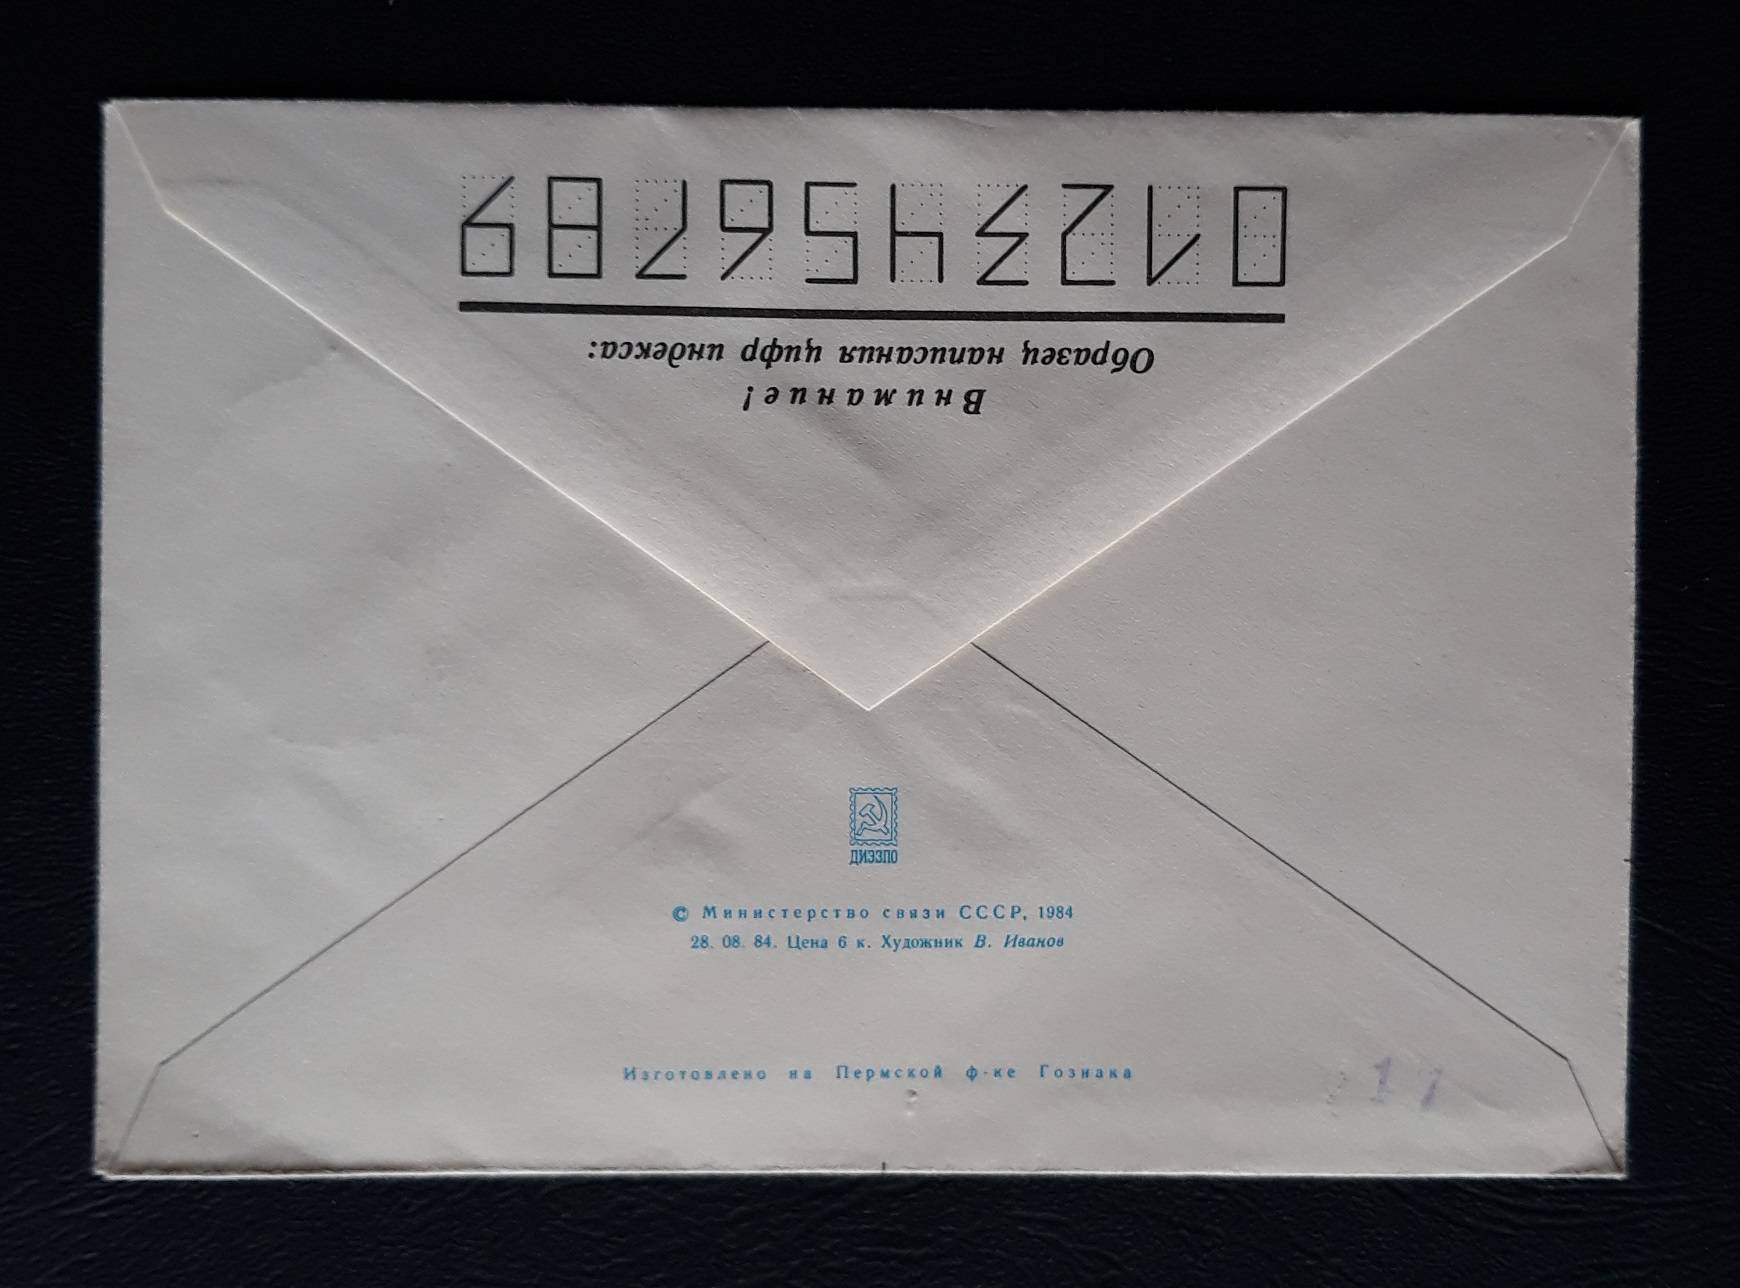 Внимание!
Образец написания цифр индекса:
0123456789
ДИЭЗПО
© Министерство связи СССР, 1984
28. 08. 84. Цена 6 к. Художник В. Иванов
Изготовлено на Пермской ф-ке Гознака